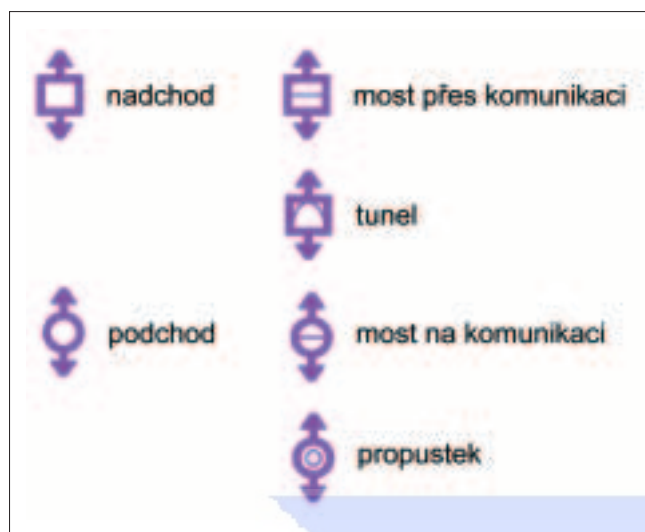 nadchod
most přes komunikaci
tunel
podchod
most na komunikaci
propustek